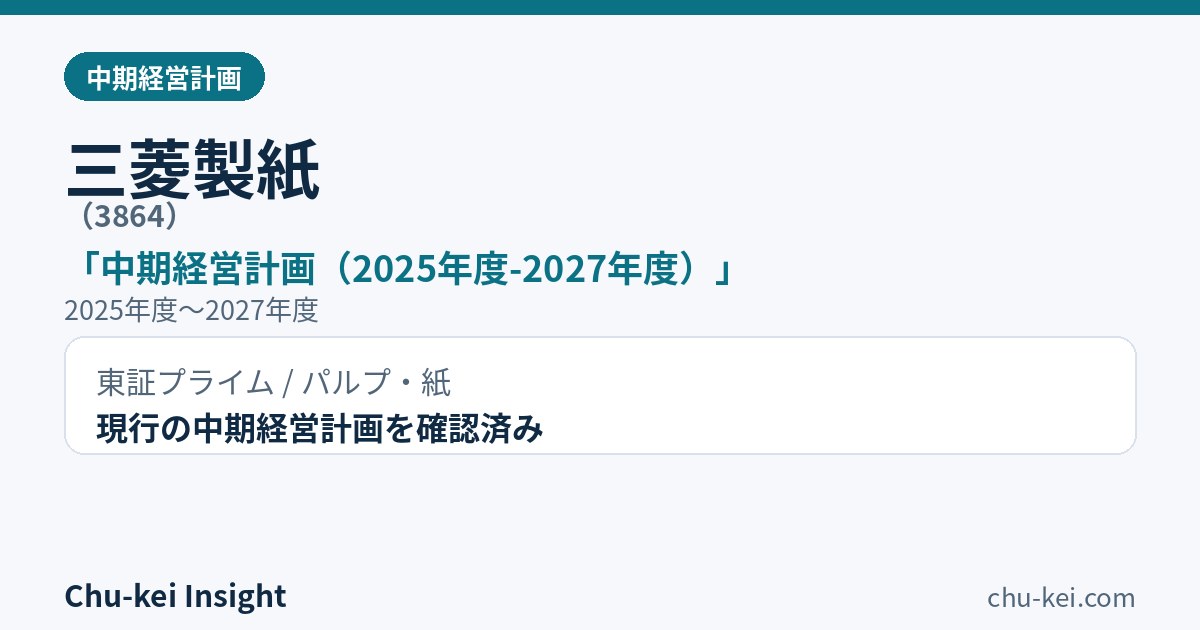 中期経営計画
三菱製紙
（3864）
「中期経営計画（2025年度-2027年度）」
2025年度～2027年度
東証プライム / パルプ・紙
現行の中期経営計画を確認済み
Chu-kei Insight
chu-kei.com